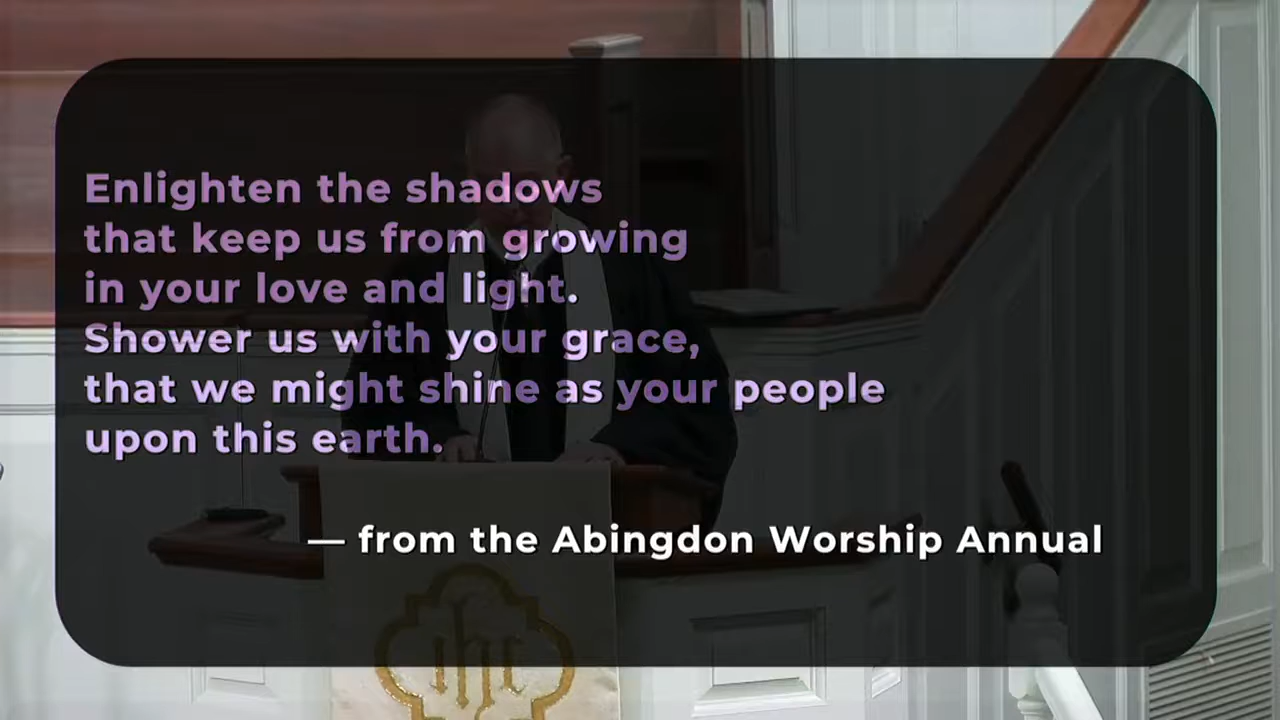 Enlighten the shadows
that keep us from growing
in your love and light.
Shower us with your grace,
that we might shine as your people
upon this earth.
— from the Abingdon Worship Annual
ihc